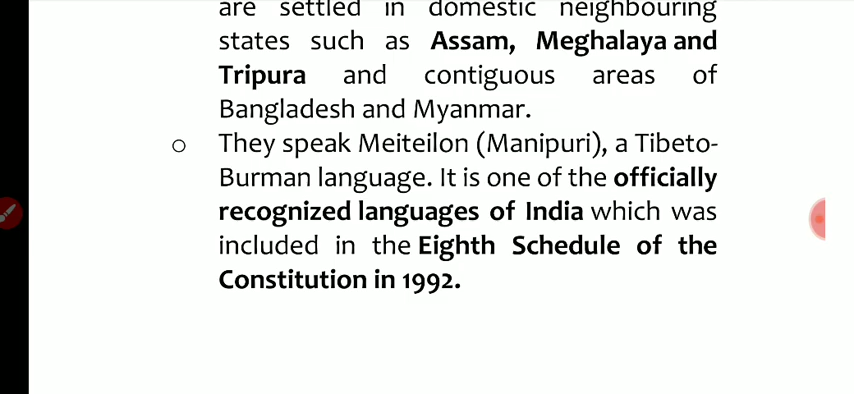 are settled in domestic neighbouring
states such as Assam, Meghalaya and
Tripura and contiguous areas of
Bangladesh and Myanmar.
o They speak Meiteilon (Manipuri), a Tibeto-
Burman language. It is one of the officially
recognized languages of India which was
included in the Eighth Schedule of the
Constitution in 1992.